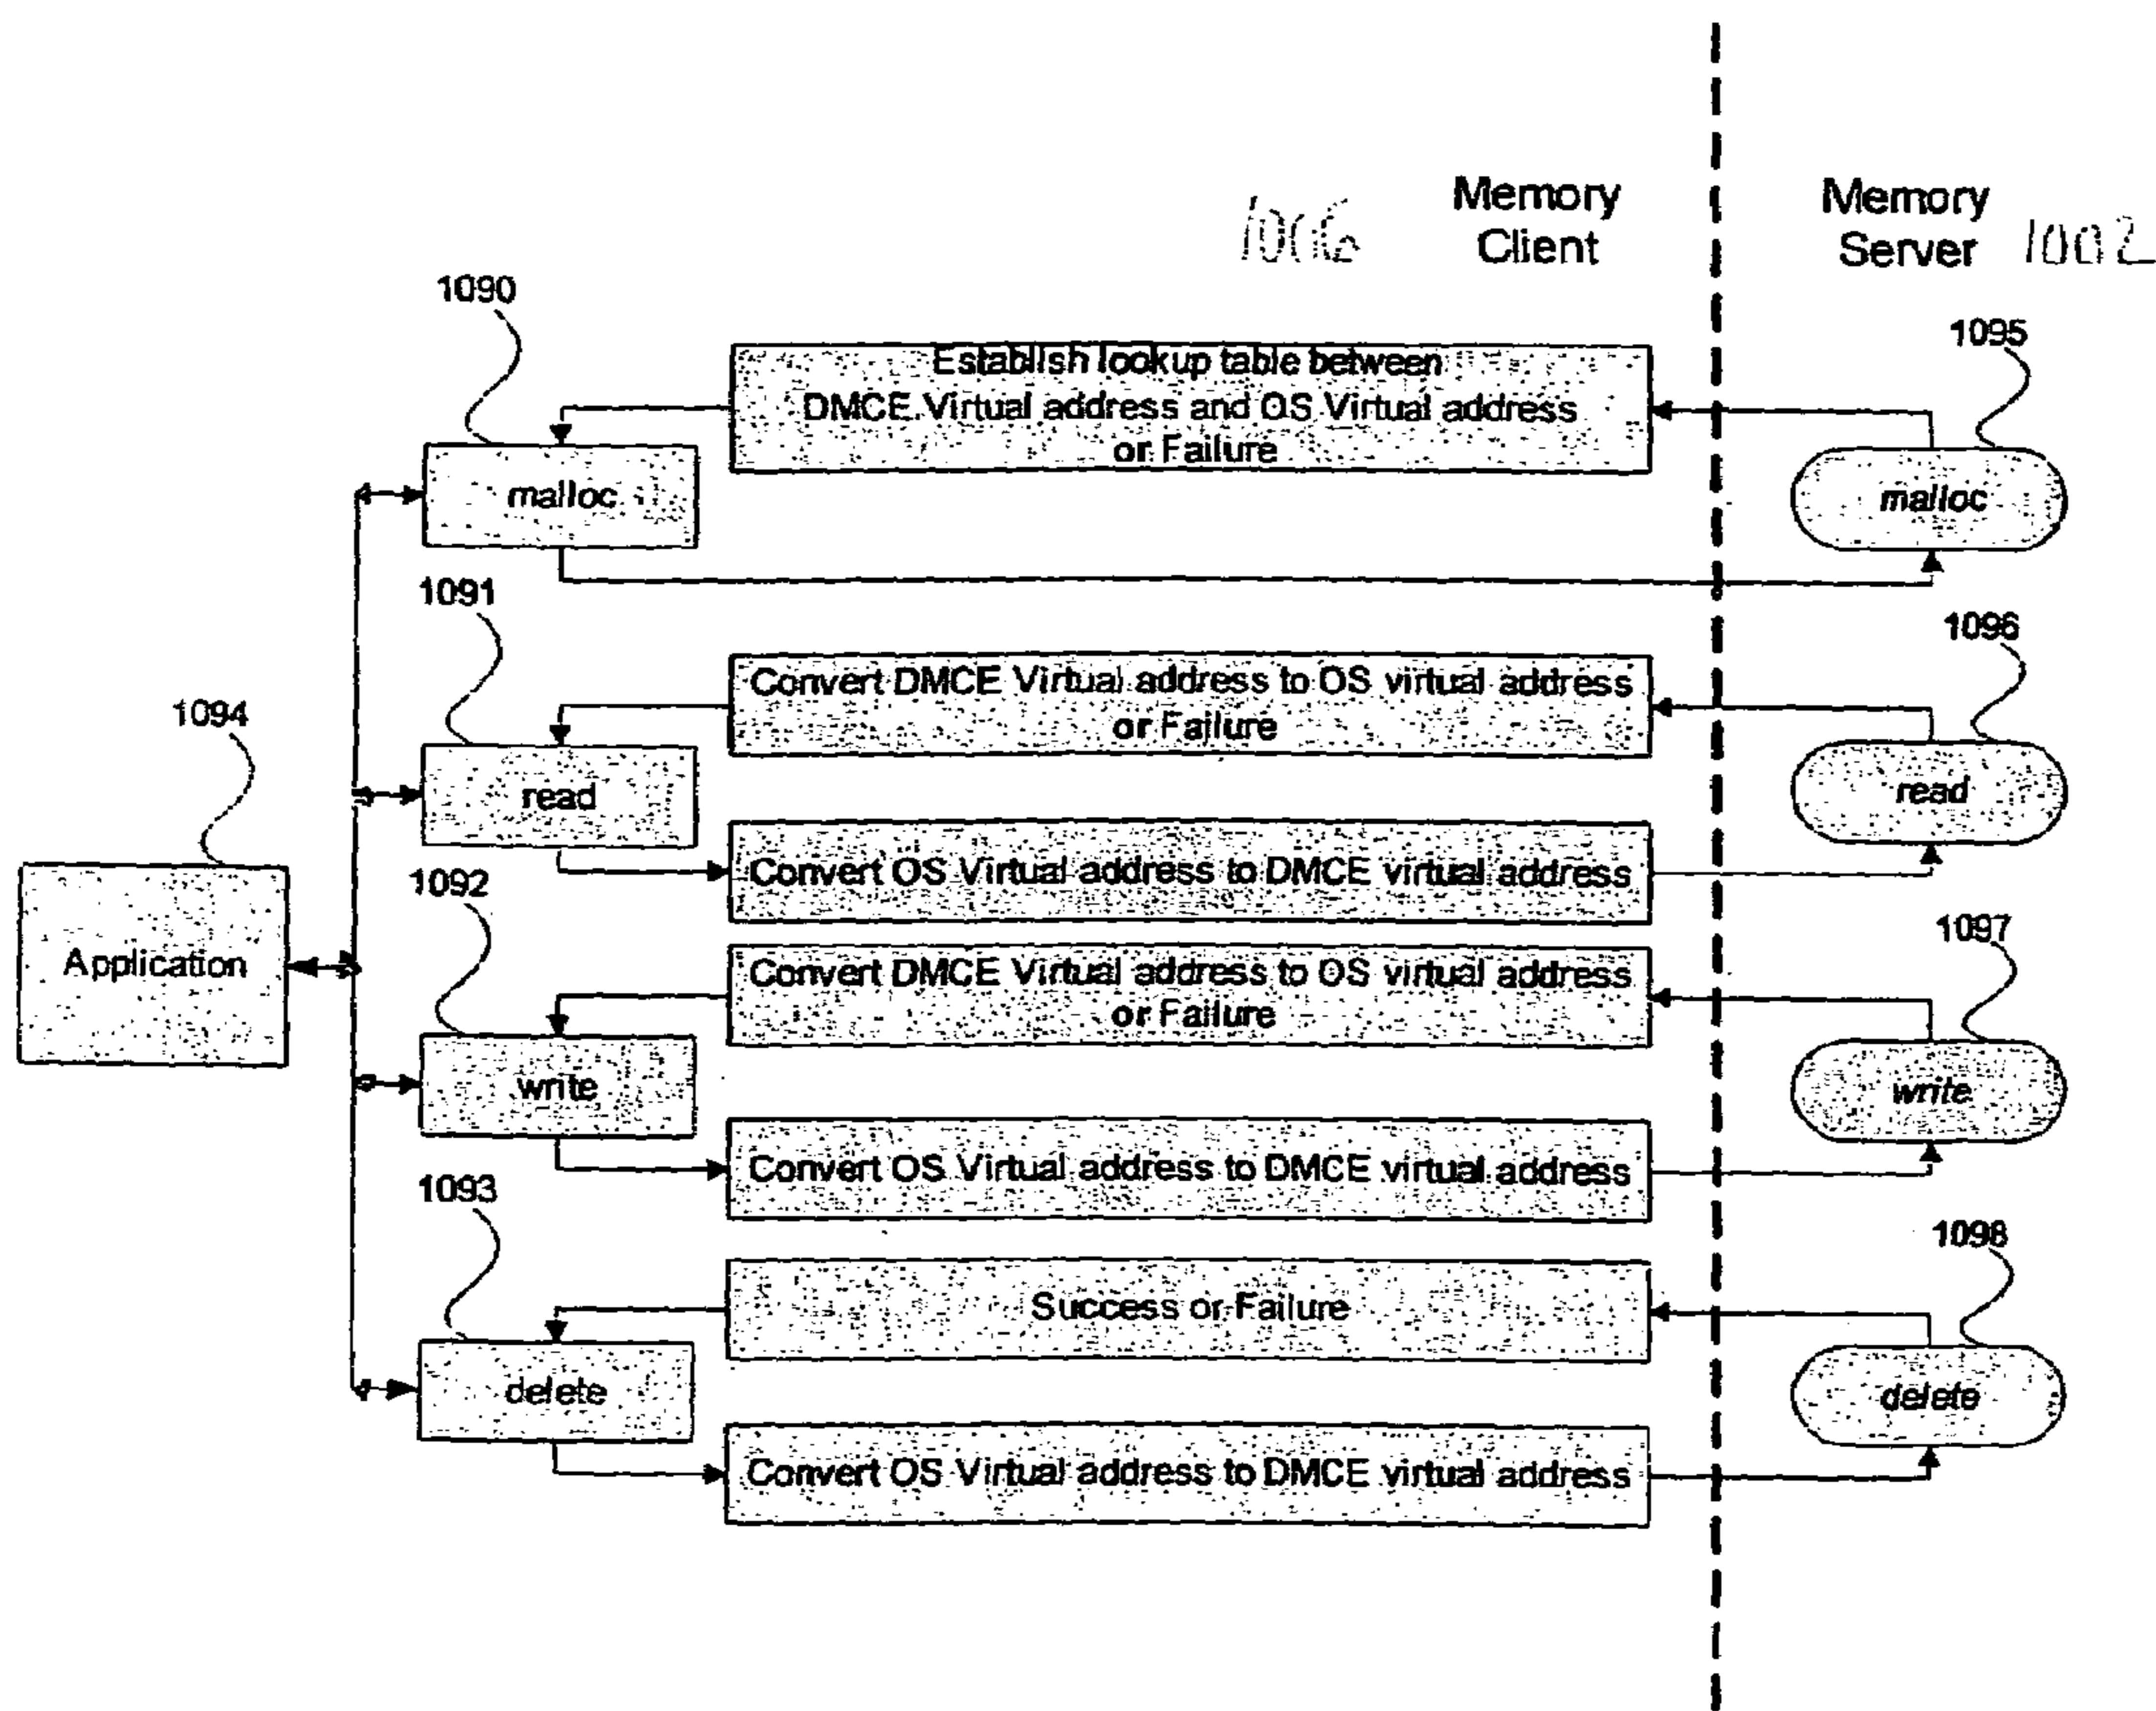 Memory
Client
Memory
Server 1002
1090
1095
Establish lookup table between
DMCE Virtual address and OS Virtual address
or Failure
malloc
malloc
1091
1096
Convert DMCE Virtual address to OS virtual address
or Failure
read
read
1094
Convert OS Virtual address to DMCE virtual address
1092
1097
Application
Convert DMCE Virtual address to OS virtual address
or Failure
write
write
Convert OS Virtual address to DMCE virtual address
1093
1098
Success or Failure
delete
delete
Convert OS Virtual address to DMCE virtual address